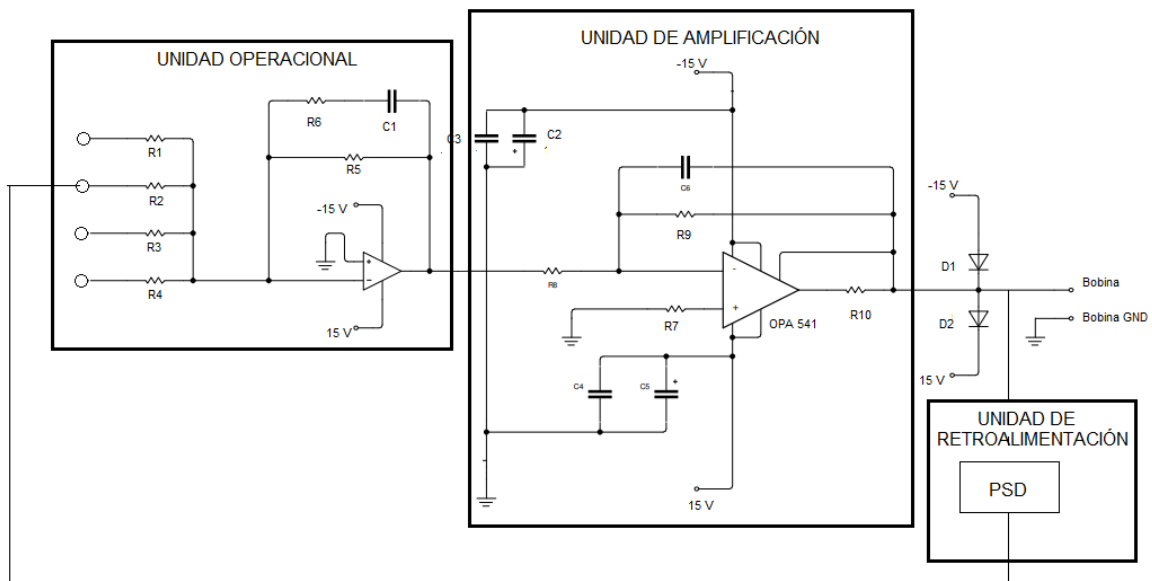 UNIDAD OPERACIONAL
R6
C1
R1
R5
R2
-15 V
R3
+
-
R4
15 V
UNIDAD DE AMPLIFICACIÓN
-15 V
C3
C2
+
C6
R9
R8
-
+
R7
OPA 541
R10
C4
C5
+
15 V
-15 V
D1
Bobina
D2
Bobina GND
15 V
UNIDAD DE
RETROALIMENTACIÓN
PSD